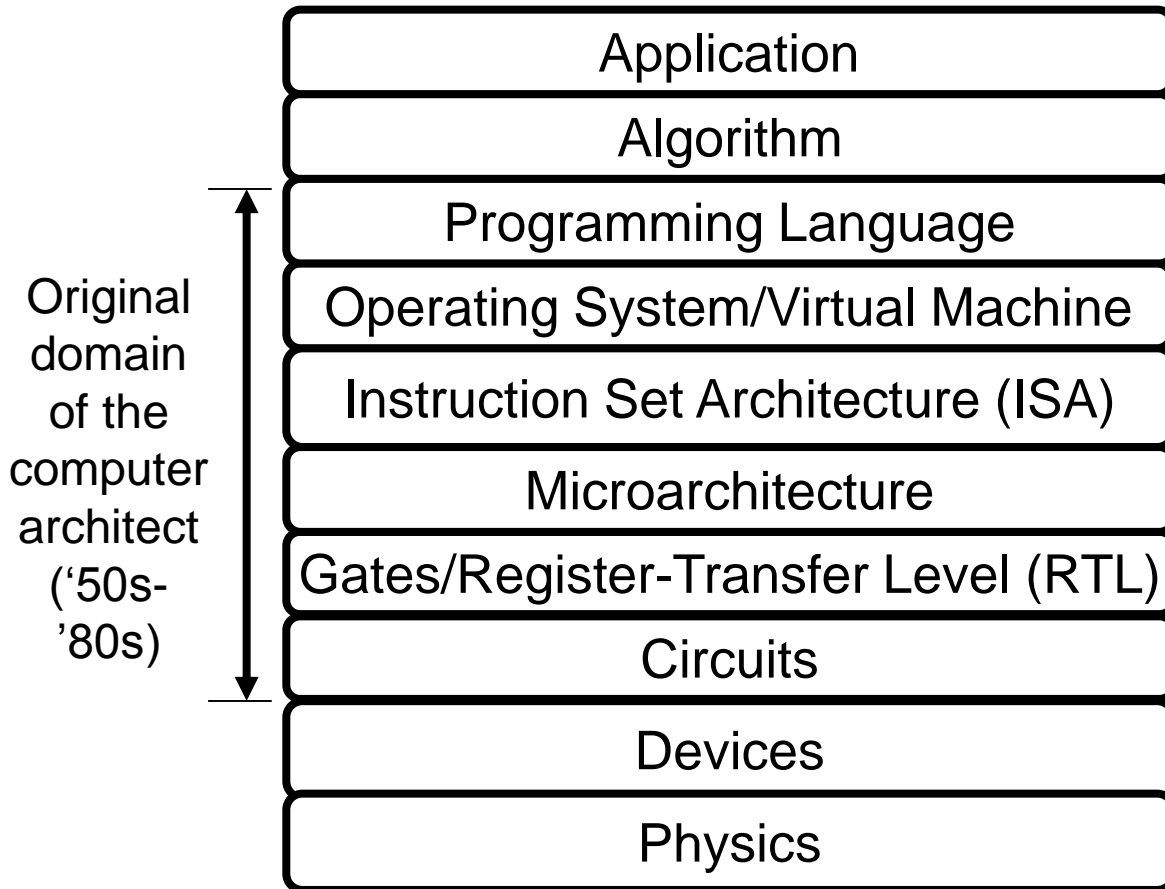 Application
Algorithm
Programming Language
Operating System/Virtual Machine
Instruction Set Architecture (ISA)
Microarchitecture
Gates/Register-Transfer Level (RTL)
Circuits
Devices
Physics
Original
domain
of the
computer
architect
(‘50s-
’80s)